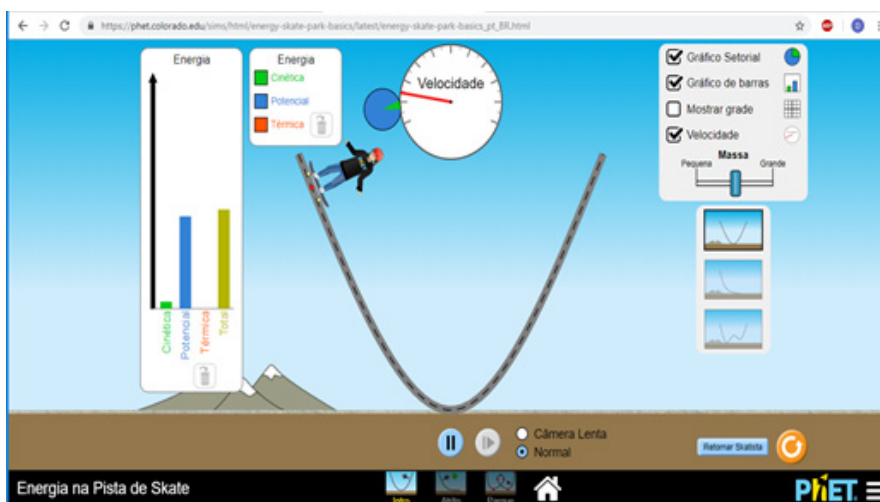 https://phet.colorado.edu/sims/html/energy-skate-park-basics/latest/energy-skate-park-basics_pt_BR.html
Energia
Cinética
Potencial
Térmica
Total
Energia
Cinética
Potencial
Térmica
Velocidade
Gráfico Setorial
Gráfico de barras
Mostrar grade
Velocidade
Massa
Pequena
Grande
Câmera Lenta
Normal
Retornar Skatista
Energia na Pista de Skate
Intro
PhET